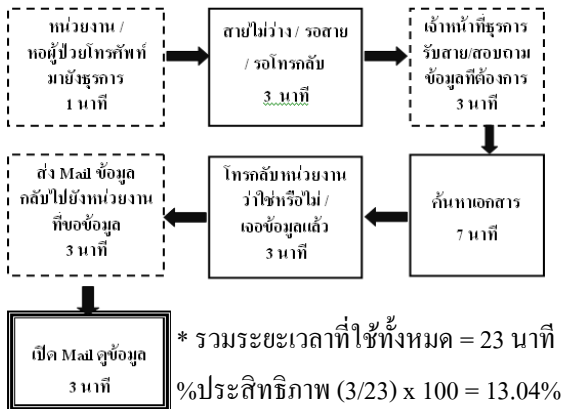 หน่วยงาน /
หอผู้ป่วยโทรศัพท์
มายังธุรการ
1 นาที
สายไม่ว่าง / รอสาย
/ รอโทรกลับ
3 นาที
เจ้าหน้าที่ธุรการ
รับสาย/สอบถาม
ข้อมูลที่ต้องการ
3 นาที
ค้นหาเอกสาร
7 นาที
โทรกลับหน่วยงาน
ว่าใช่หรือไม่ /
เจอข้อมูลแล้ว
3 นาที
ส่ง Mail ข้อมูล
กลับไปยังหน่วยงาน
ที่ขอข้อมูล
3 นาที
เปิด Mail ดูข้อมูล
3 นาที
* รวมระยะเวลาที่ใช้ทั้งหมด = 23 นาที
%ประสิทธิภาพ (3/23) x 100 = 13.04%